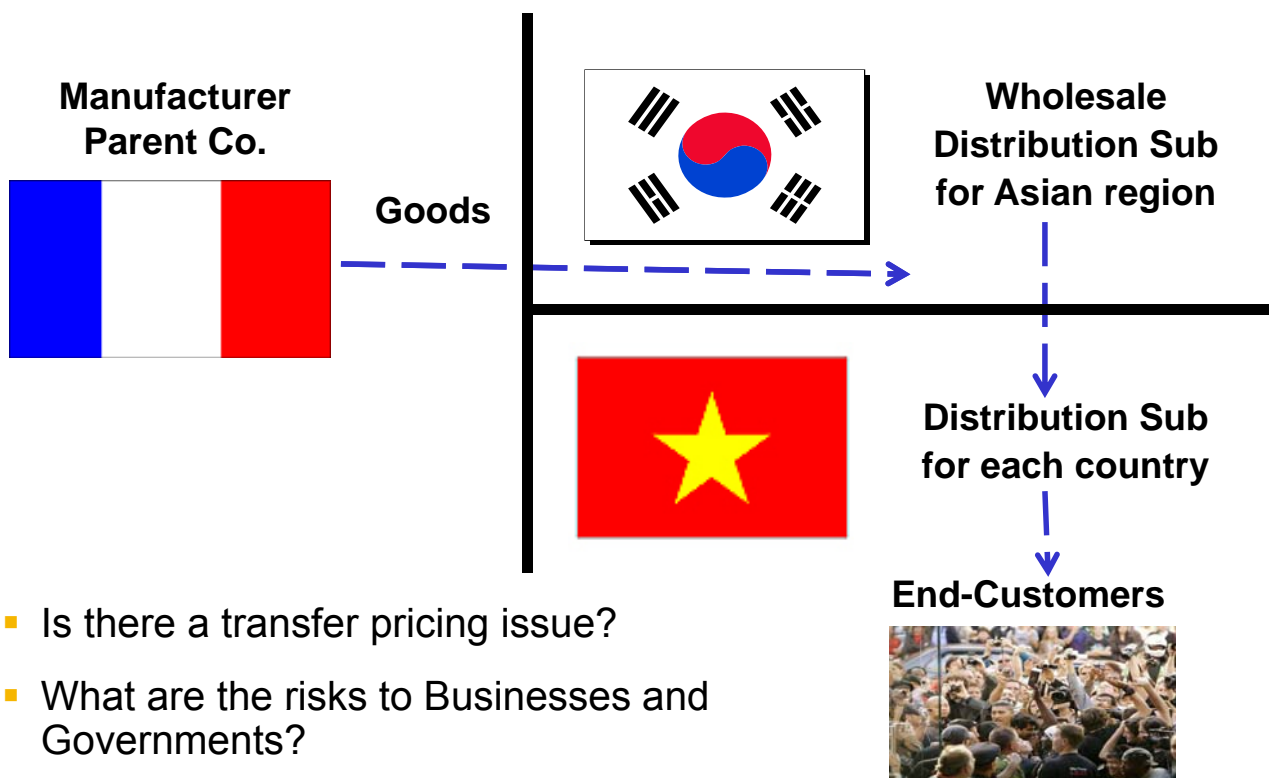 Manufacturer
Parent Co.
Goods
Wholesale
Distribution Sub
for Asian region
Distribution Sub
for each country
End-Customers
Is there a transfer pricing issue?
What are the risks to Businesses and
Governments?